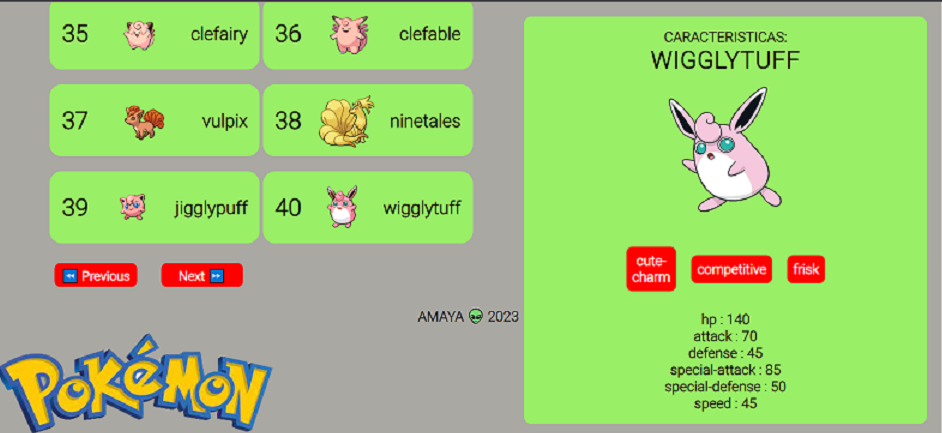 35 clefairy
36 clefable
37 vulpix
38 ninetales
39 jigglypuff
40 wigglytuff
⏪ Previous
Next ⏩
AMAYA 👽 2023
POKéMON
CARACTERISTICAS:
WIGGLYTUFF
cute-
charm
competitive
frisk
hp : 140
attack : 70
defense : 45
special-attack : 85
special-defense : 50
speed : 45